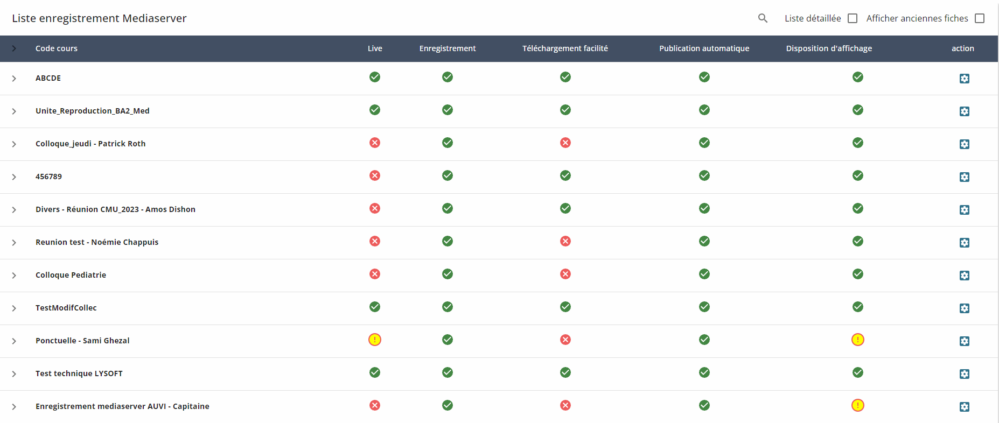 Liste enregistrement Mediaserver
Liste détaillée
Afficher anciennes fiches
Code cours Live Enregistrement Téléchargement facilité Publication automatique Disposition d'affichage action
ABCDE
Unite_Reproduction_BA2_Med
Colloque_jeudi - Patrick Roth
456789
Divers - Réunion CMU_2023 - Amos Dishon
Reunion test - Noémie Chappuis
Colloque Pediatrie
TestModifCollec
Ponctuelle - Sami Ghezal
Test technique LYSOFT
Enregistrement mediaserver AUVI - Capitaine